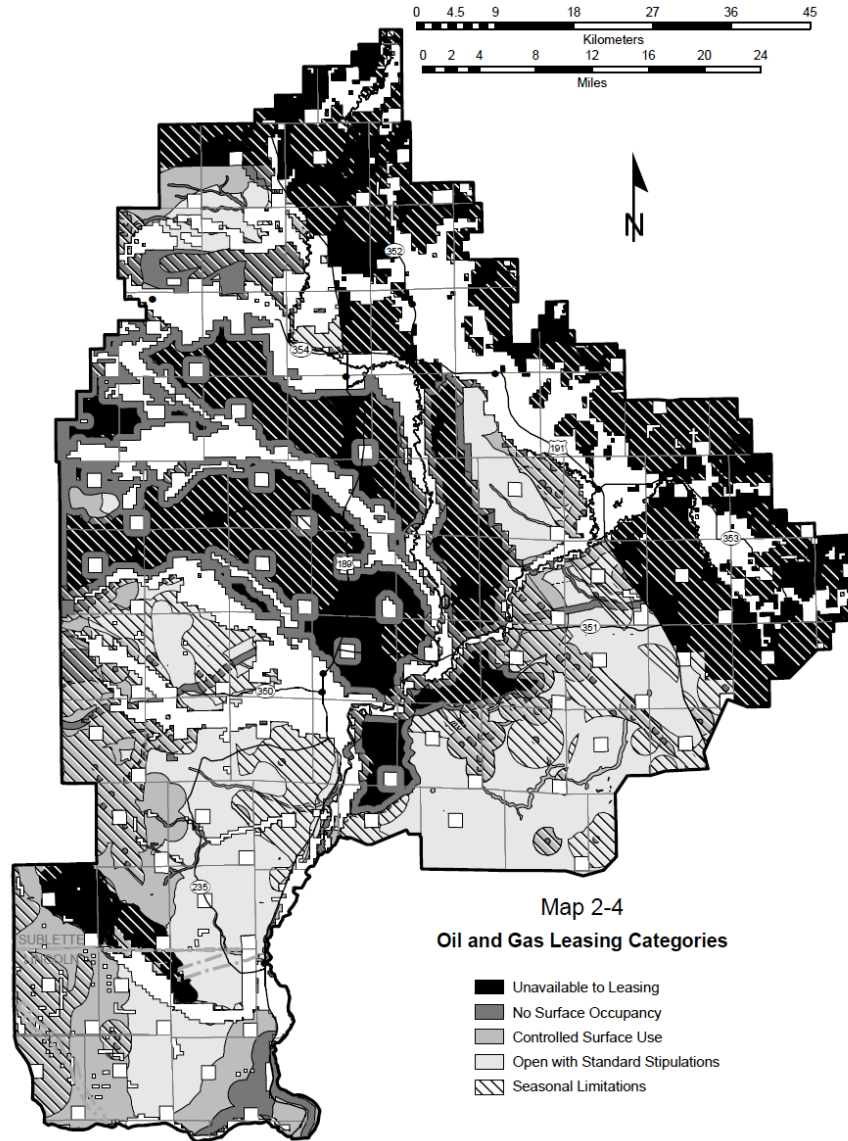 0 4.5 9 18 27 36 45
Kilometers
0 2 4 8 12 16 20 24
Miles
N
352
354
191
353
189
351
350
235
SUBLETTE
LINCOLN
Map 2-4
Oil and Gas Leasing Categories
Unavailable to Leasing
No Surface Occupancy
Controlled Surface Use
Open with Standard Stipulations
Seasonal Limitations